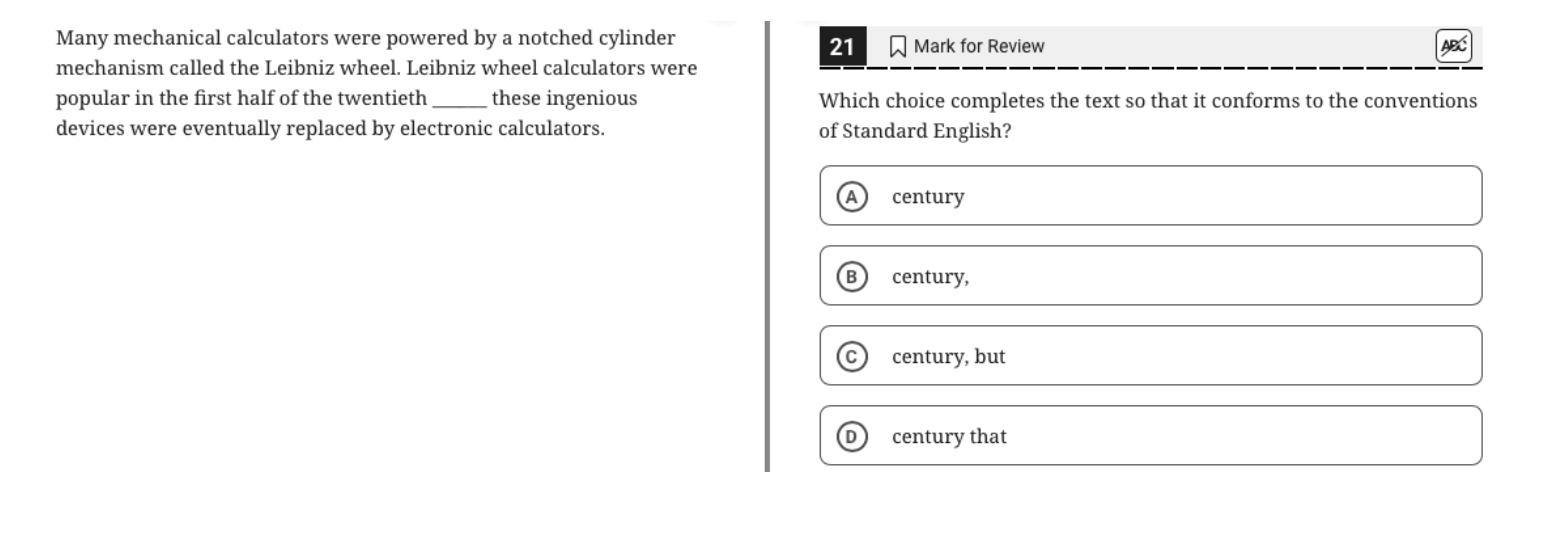 Many mechanical calculators were powered by a notched cylinder
mechanism called the Leibniz wheel. Leibniz wheel calculators were
popular in the first half of the twentieth ______ these ingenious
devices were eventually replaced by electronic calculators.
21 Mark for Review ABC
Which choice completes the text so that it conforms to the conventions
of Standard English?
A century
B century,
C century, but
D century that